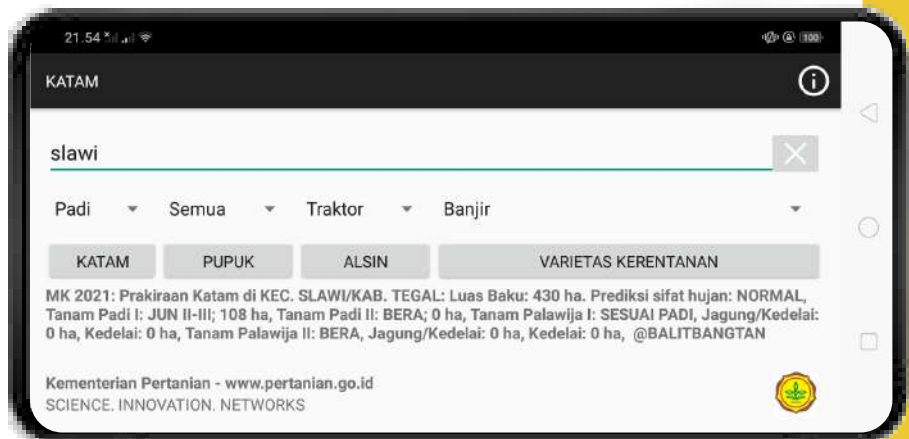 21.54
100
KATAM
slawi
Padi Semua Traktor Banjir
KATAM PUPUK ALSIN VARIETAS KERENTANAN
MK 2021: Prakiraan Katam di KEC. SLAWI/KAB. TEGAL: Luas Baku: 430 ha. Prediksi sifat hujan: NORMAL,
Tanam Padi I: JUN II-III; 108 ha, Tanam Padi II: BERA; 0 ha, Tanam Palawija I: SESUAI PADI, Jagung/Kedelai:
0 ha, Kedelai: 0 ha, Tanam Palawija II: BERA, Jagung/Kedelai: 0 ha, Kedelai: 0 ha, @BALITBANGTAN
Kementerian Pertanian - www.pertanian.go.id
SCIENCE. INNOVATION. NETWORKS